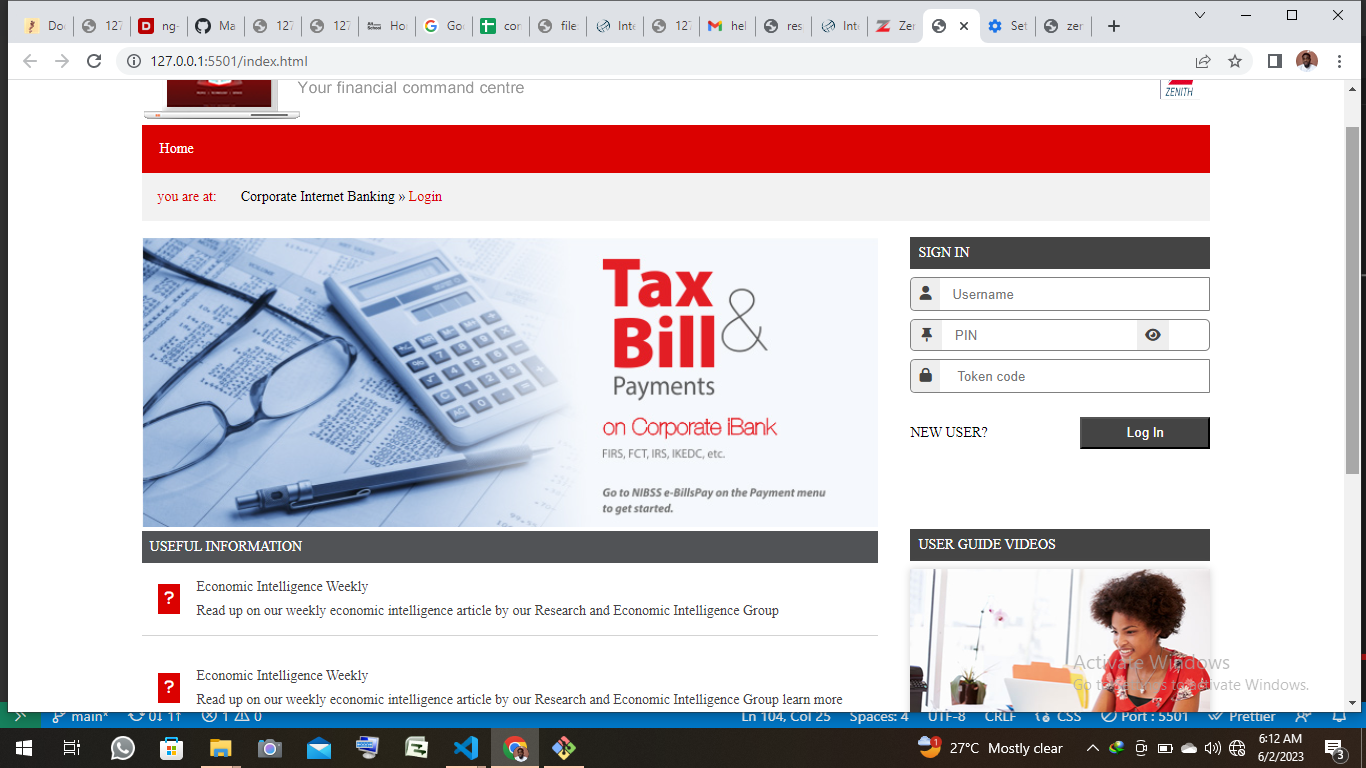 Do
127
ng-
Ma
127
127
Ho
Goo
cor
file
Inte
127
hel
res
Inte
Zen
Set
zer
127.0.0.1:5501/index.html
Your financial command centre
ZENITH
Home
you are at: Corporate Internet Banking » Login
Tax
&
Bill
Payments
on Corporate IBank
FIRS, FCT, IRS, IKEDC, etc.
Go to NIBSS e-BillsPay on the Payment menu
to get started.
SIGN IN
Username
PIN
Token code
NEW USER? Log In
USEFUL INFORMATION
? Economic Intelligence Weekly
Read up on our weekly economic intelligence article by our Research and Economic Intelligence Group
? Economic Intelligence Weekly
Read up on our weekly economic intelligence article by our Research and Economic Intelligence Group learn more
USER GUIDE VIDEOS
Activate Windows
Go to Settings to activate Windows.
main* 0↓ 1↑ 1 0 Ln 104, Col 25 Spaces: 4 UTF-8 CRLF CSS Port : 5501 Prettier
1 27°C Mostly clear
6:12 AM
6/2/2023
3